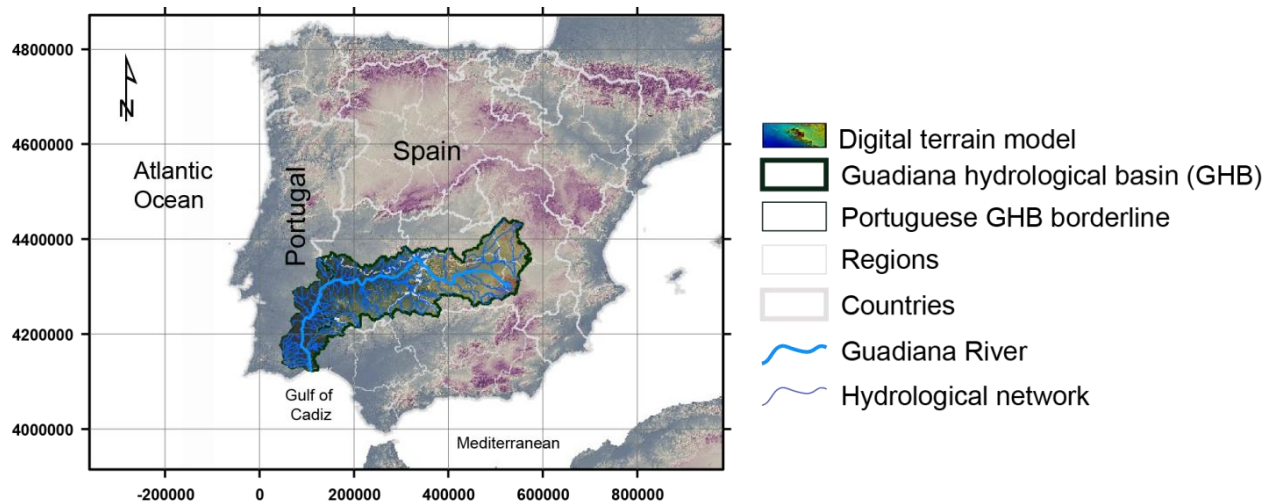 4800000
4600000
4400000
4200000
4000000
-200000
0
200000
400000
600000
800000
N
Atlantic
Ocean
Portugal
Spain
Gulf of
Cadiz
Mediterranean
Digital terrain model
Guadiana hydrological basin (GHB)
Portuguese GHB borderline
Regions
Countries
Guadiana River
Hydrological network